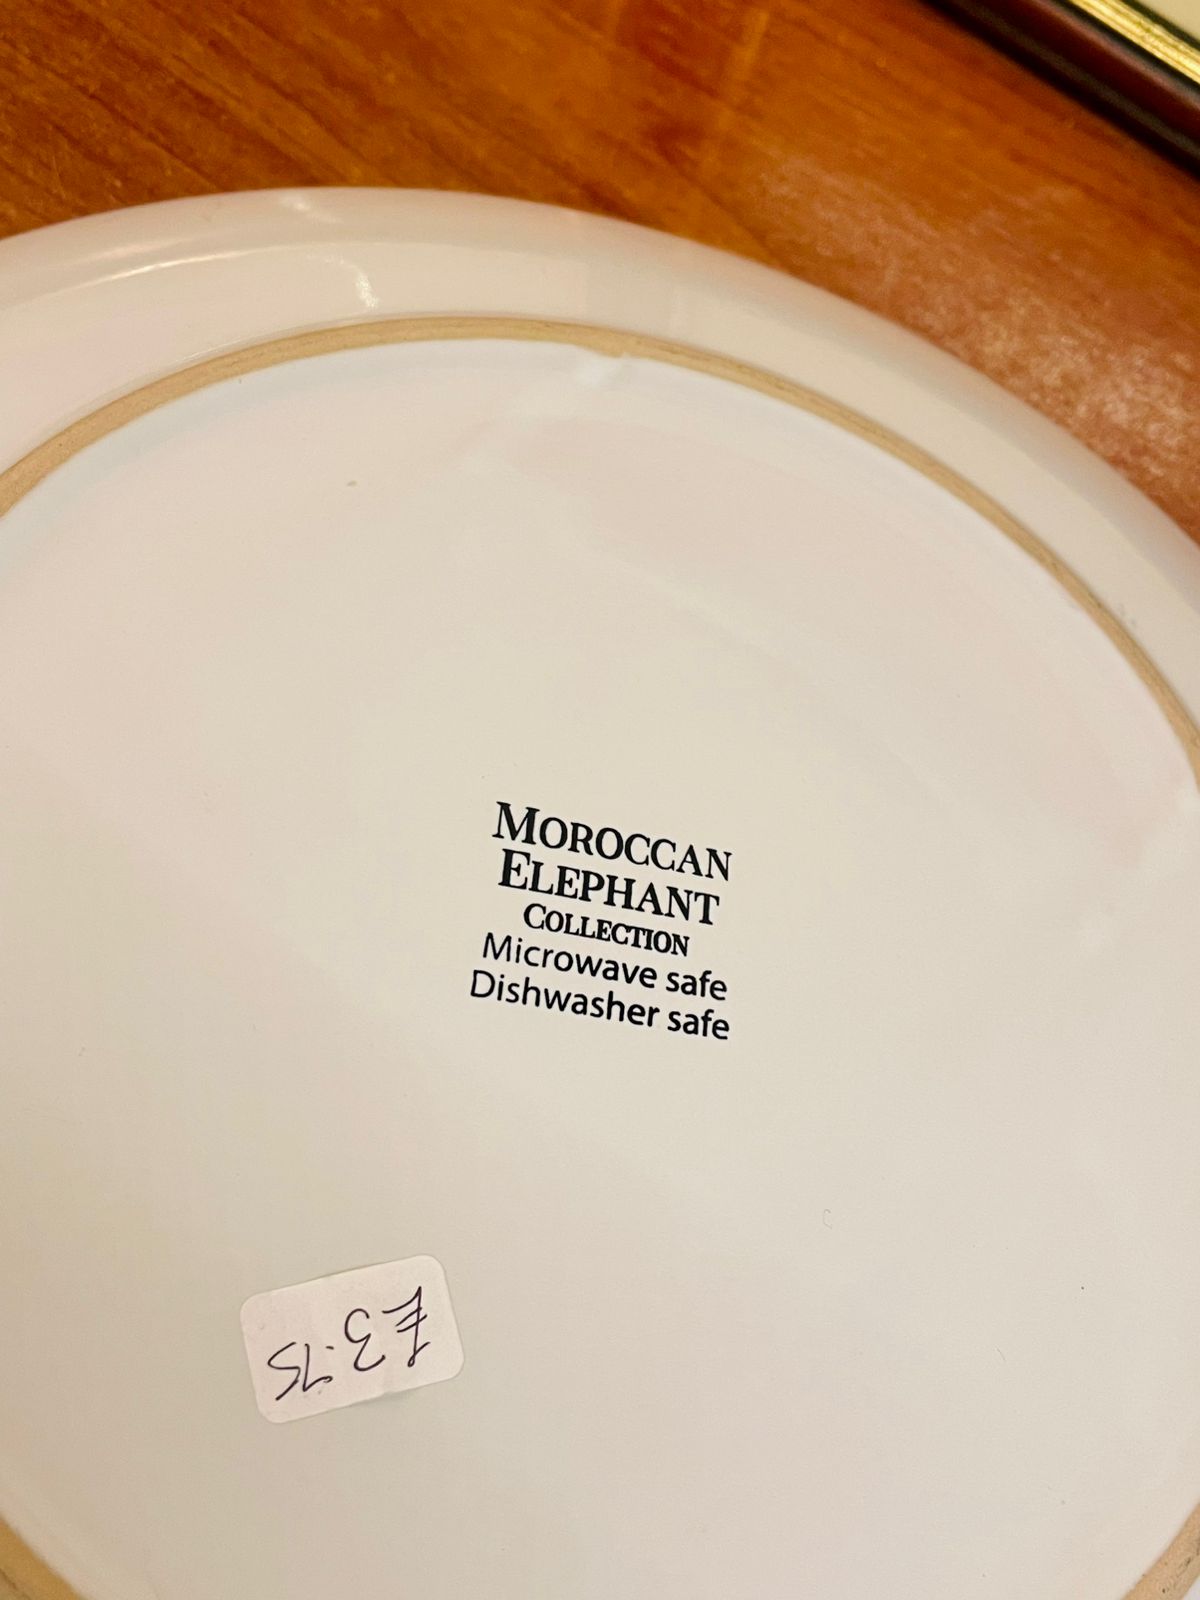 MOROCCAN
ELEPHANT
COLLECTION
Microwave safe
Dishwasher safe
£3.75